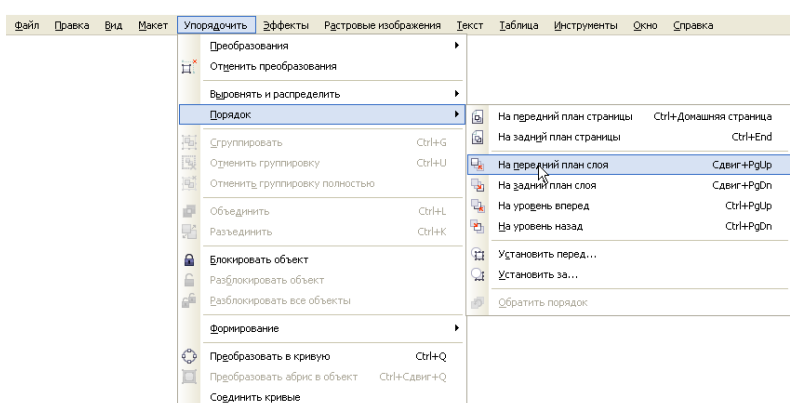 Файл Правка Вид Макет Упорядочить Эффекты Растровые изображения Текст Таблица Инструменты Окно Справка
Преобразования
Отменить преобразования
Выровнять и распределить
Порядок
Сгруппировать Ctrl+G
Отменить группировку Ctrl+U
Отменить группировку полностью
Объединить Ctrl+L
Разъединить Ctrl+K
Блокировать объект
Разблокировать объект
Разблокировать все объекты
Формирование
Преобразовать в кривую Ctrl+Q
Преобразовать абрис в объект Ctrl+Сдвиг+Q
Соединить кривые
На передний план страницы Ctrl+Домашняя страница
На задний план страницы Ctrl+End
На передний план слоя Сдвиг+PgUp
На задний план слоя Сдвиг+PgDn
На уровень вперед Ctrl+PgUp
На уровень назад Ctrl+PgDn
Установить перед...
Установить за...
Обратить порядок